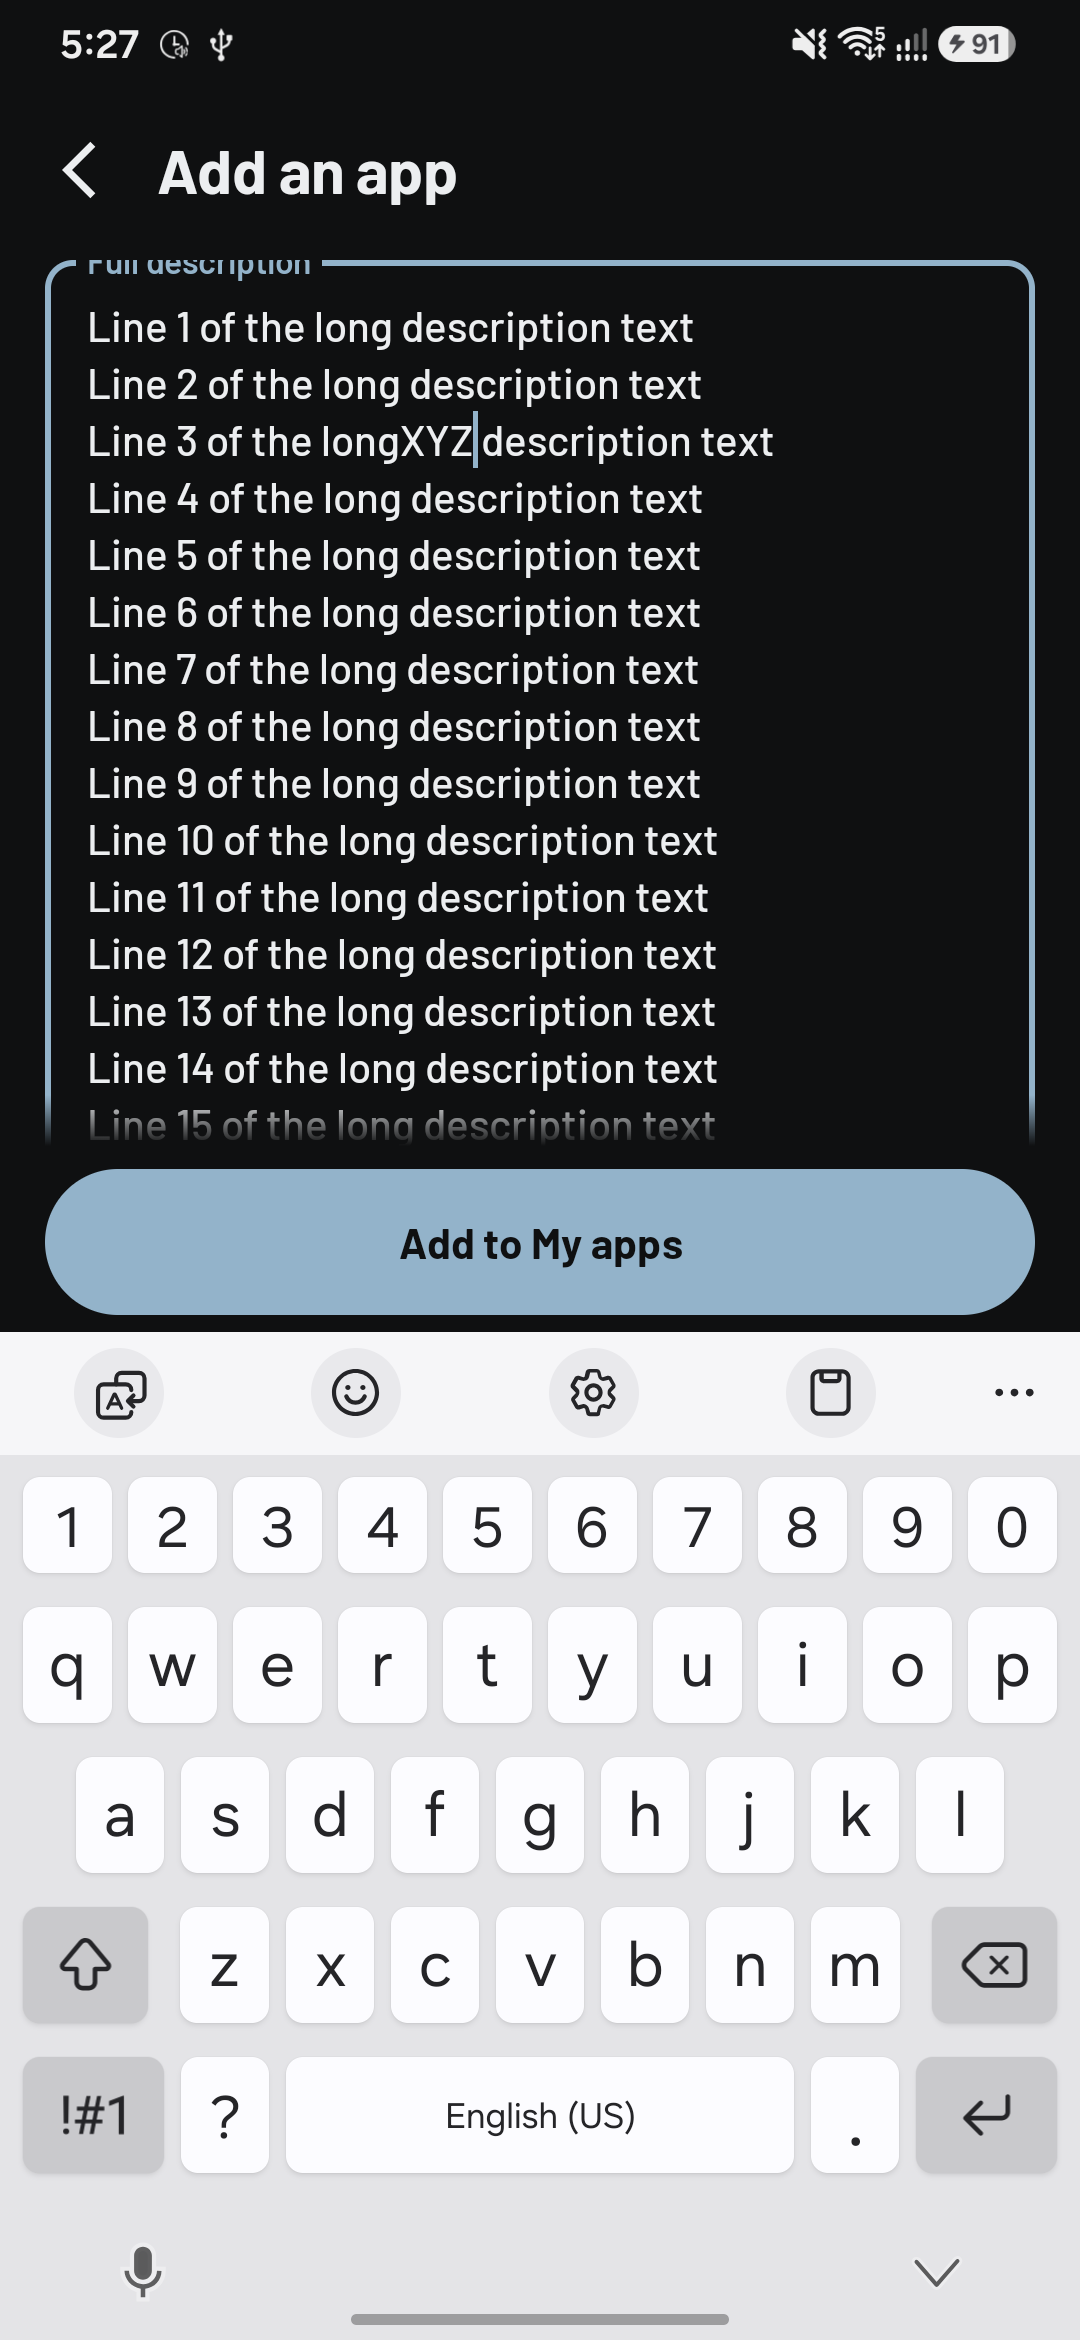 5:27
5
91
Add an app
Full description
Line 1 of the long description text
Line 2 of the long description text
Line 3 of the longXYZ description text
Line 4 of the long description text
Line 5 of the long description text
Line 6 of the long description text
Line 7 of the long description text
Line 8 of the long description text
Line 9 of the long description text
Line 10 of the long description text
Line 11 of the long description text
Line 12 of the long description text
Line 13 of the long description text
Line 14 of the long description text
Line 15 of the long description text
Add to My apps
A
1 2 3 4 5 6 7 8 9 0
q w e r t y u i o p
a s d f g h j k l
z x c v b n m
!#1 ? English (US) .